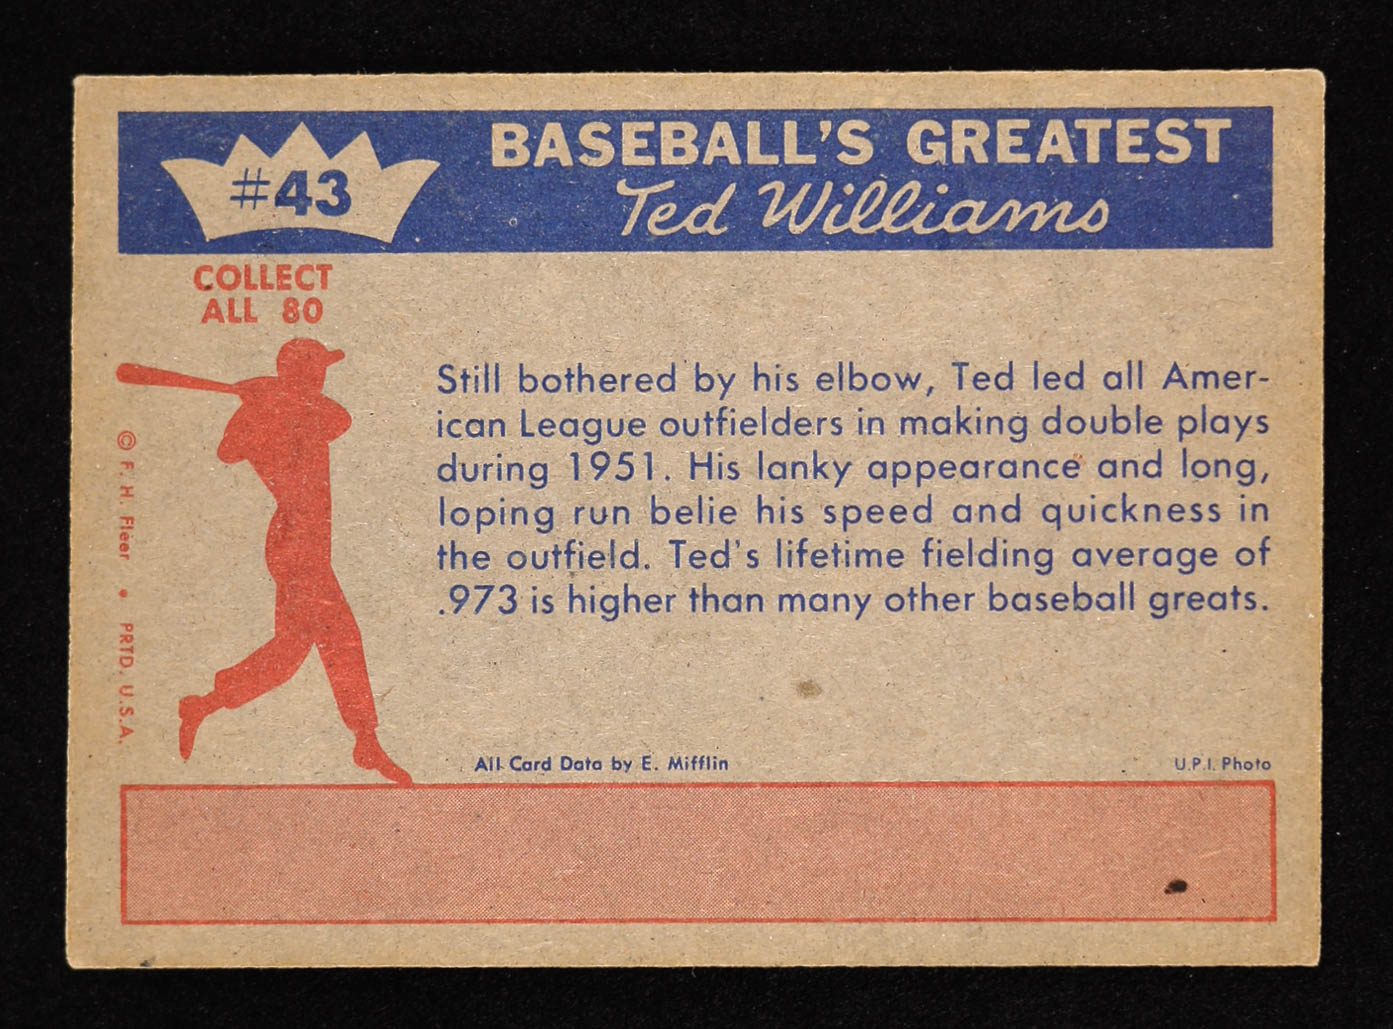 #43
BASEBALL'S GREATEST
Ted Williams
COLLECT
ALL 80
Still bothered by his elbow, Ted led all Amer-
ican League outfielders in making double plays
during 1951. His lanky appearance and long,
loping run belie his speed and quickness in
the outfield. Ted's lifetime fielding average of
.973 is higher than many other baseball greats.
© F. H. Fleer • PRTD. U.S.A.
All Card Data by E. Mifflin
U.P.I. Photo